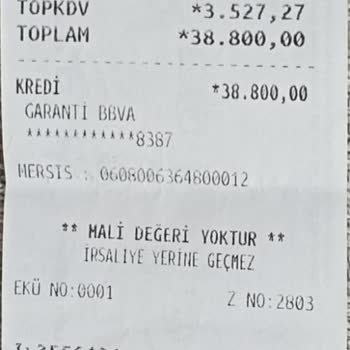 TOPKDV *3.527,27
TOPLAM *38.800,00
KREDİ *38.800,00
GARANTİ BBVA
************8387
MERSIS : 0608006364800012
** MALİ DEĞERİ YOKTUR **
İRSALİYE YERİNE GEÇMEZ
EKÜ NO:0001 Z NO:2803